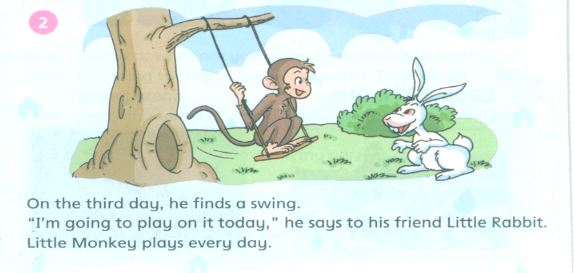 2
On the third day, he finds a swing.
“I'm going to play on it today,” he says to his friend Little Rabbit.
Little Monkey plays every day.